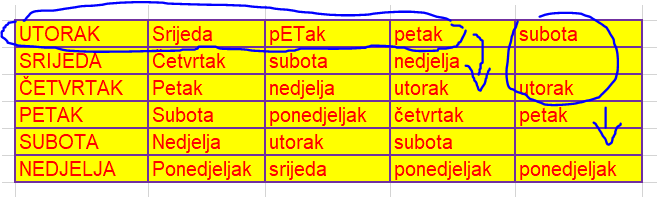 UTORAK Srijeda pETak petak subota
SRIJEDA Cetvrtak subota nedjelja
ČETVRTAK Petak nedjelja utorak utorak
PETAK Subota ponedjeljak četvrtak petak
SUBOTA Nedjelja utorak subota
NEDJELJA Ponedjeljak srijeda ponedjeljak ponedjeljak